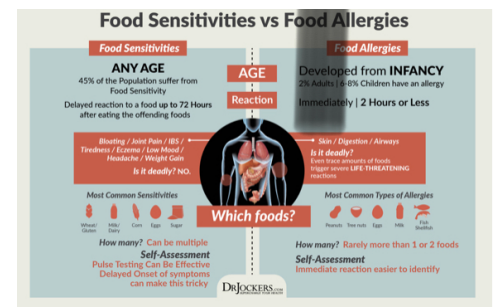 Food Sensitivities vs Food Allergies
Food Sensitivities
ANY AGE
45% of the Population suffer from
Food Sensitivity
Delayed reaction to a food up to 72 Hours
after eating the offending foods
AGE
Reaction
Food Allergies
Developed from INFANCY
2% Adults | 6-8% Children have an allergy
Immediately | 2 Hours or Less
Bloating / Joint Pain / IBS /
Tiredness / Eczema / Low Mood /
Headache / Weight Gain
Is it deadly? NO.
Skin / Digestion / Airways
Is it deadly?
Even trace amounts of foods
trigger severe LIFE-THREATENING
reactions
Which foods?
Most Common Sensitivities
Wheat/
Gluten
Milk/
Dairy
Corn
Eggs
Sugar
How many? Can be multiple
Self-Assessment
Pulse Testing Can Be Effective
Delayed Onset of symptoms
can make this tricky
Most Common Types of Allergies
Peanuts
Tree nuts
Eggs
Milk
Fish
Shellfish
How many? Rarely more than 1 or 2 foods
Self-Assessment
Immediate reaction easier to identify
DRJOCKERS.COM